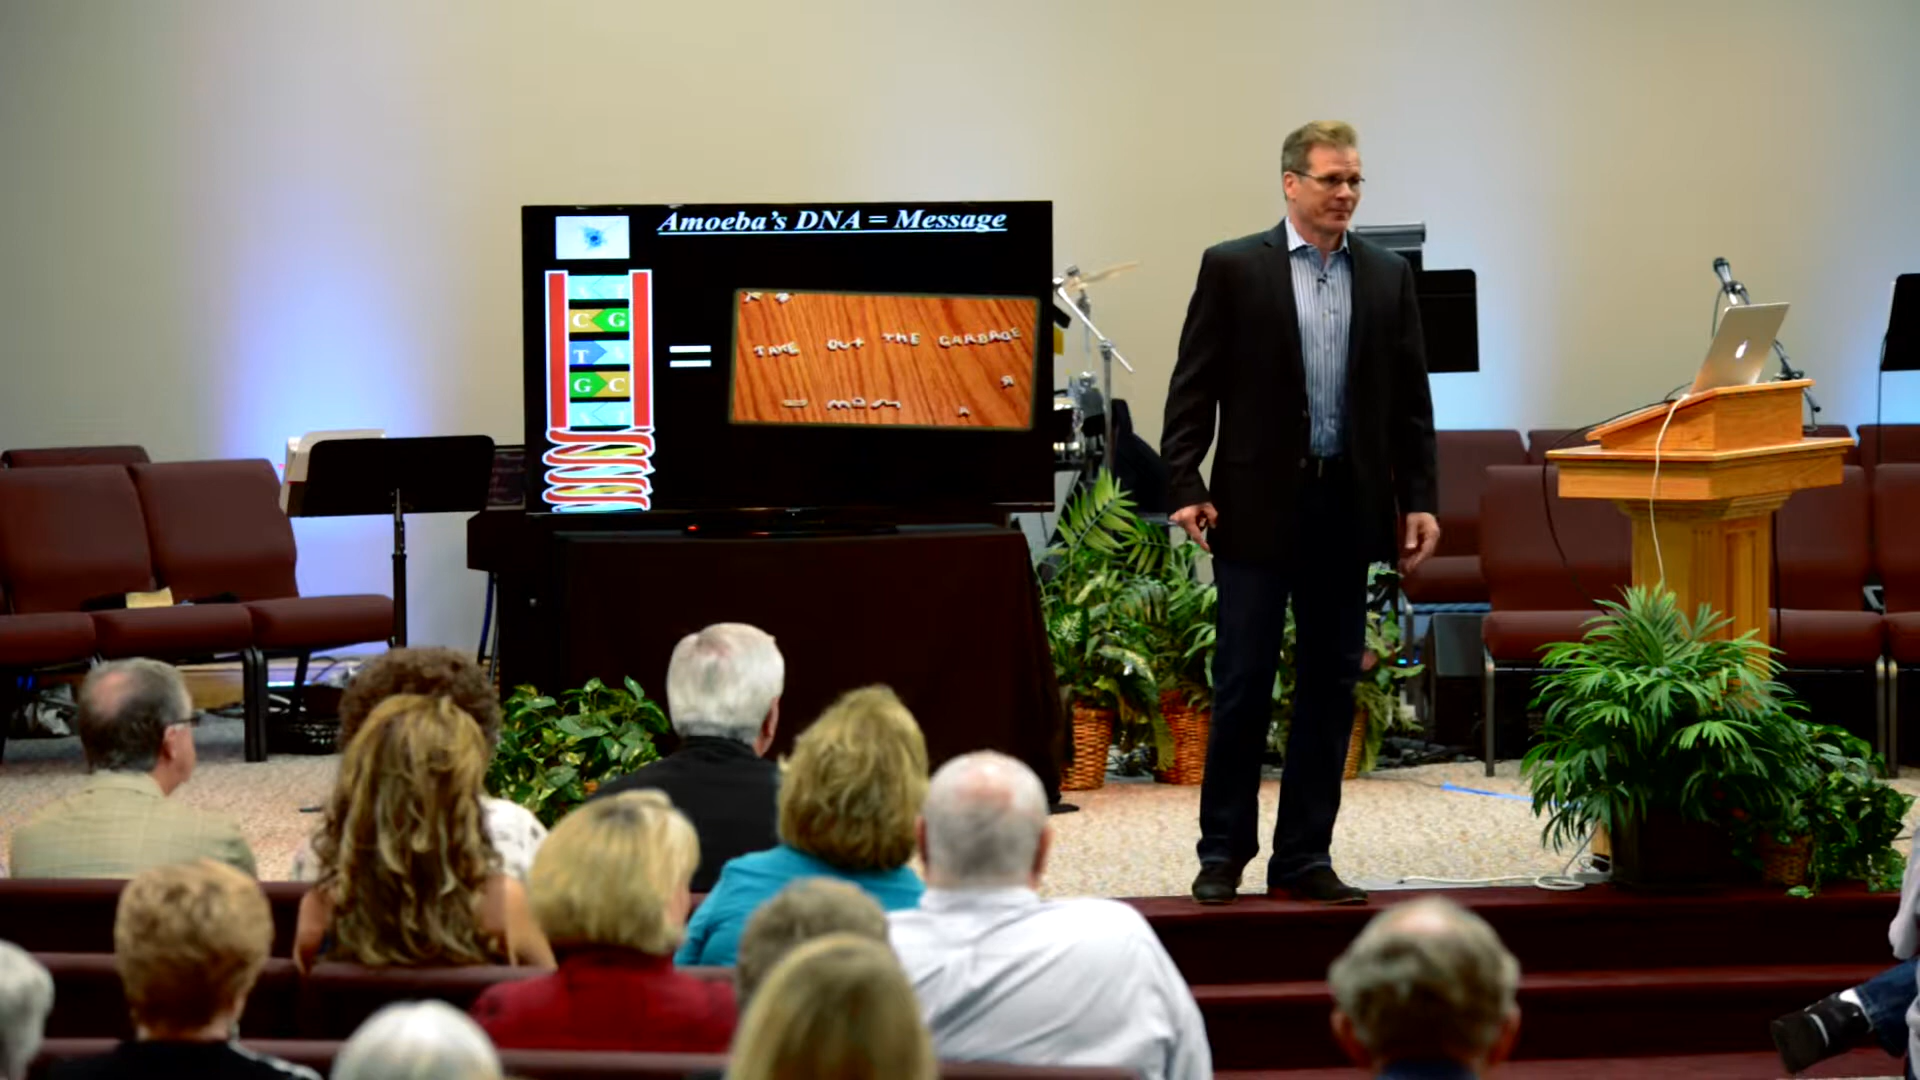 Amoeba's DNA = Message
C G
T A
G C
=
TAKE OUT THE GARBAGE
- MOM